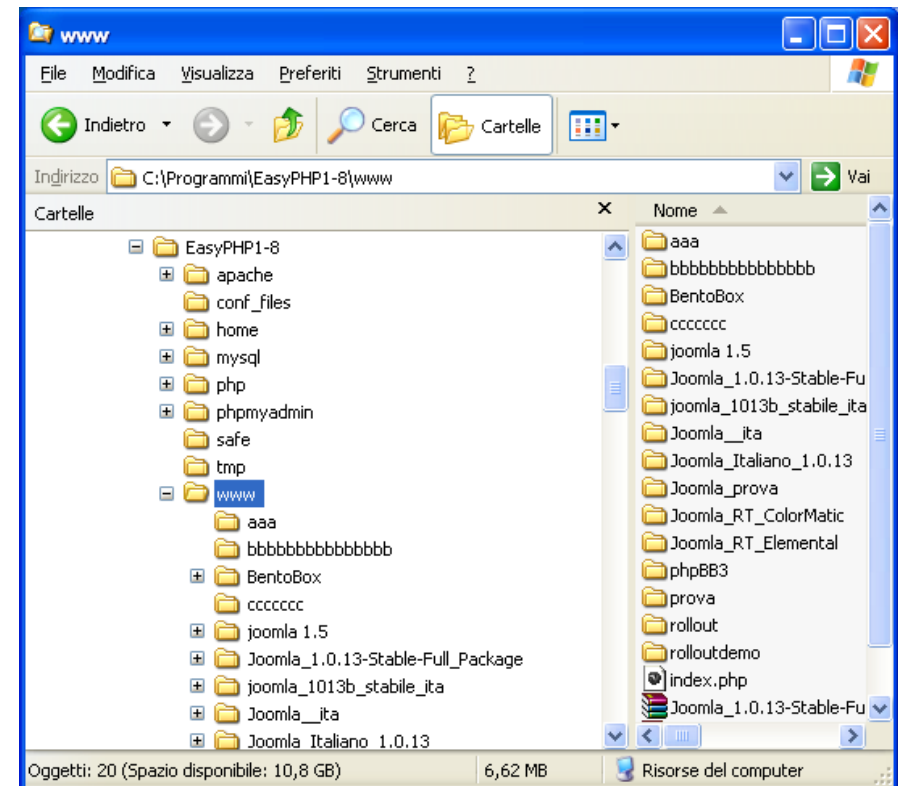 www
File Modifica Visualizza Preferiti Strumenti ?
Indietro Cerca Cartelle
Indirizzo C:\Programmi\EasyPHP1-8\www Vai
Cartelle
EasyPHP1-8
apache
conf_files
home
mysql
php
phpmyadmin
safe
tmp
www
aaa
bbbbbbbbbbbbbbb
BentoBox
ccccccc
joomla 1.5
Joomla_1.0.13-Stable-Full_Package
joomla_1013b_stabile_ita
Joomla__ita
Joomla_Italiano_1.0.13
Nome
aaa
bbbbbbbbbbbbbbb
BentoBox
ccccccc
joomla 1.5
Joomla_1.0.13-Stable-Fu
joomla_1013b_stabile_ita
Joomla__ita
Joomla_Italiano_1.0.13
Joomla_prova
Joomla_RT_ColorMatic
Joomla_RT_Elemental
phpBB3
prova
rollout
rolloutdemo
index.php
Joomla_1.0.13-Stable-Fu
Oggetti: 20 (Spazio disponibile: 10,8 GB) 6,62 MB Risorse del computer